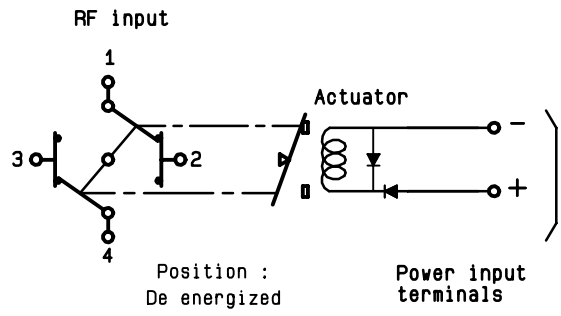 RF input
1
Actuator
−
3
2
+
4
Position :
De energized
Power input
terminals